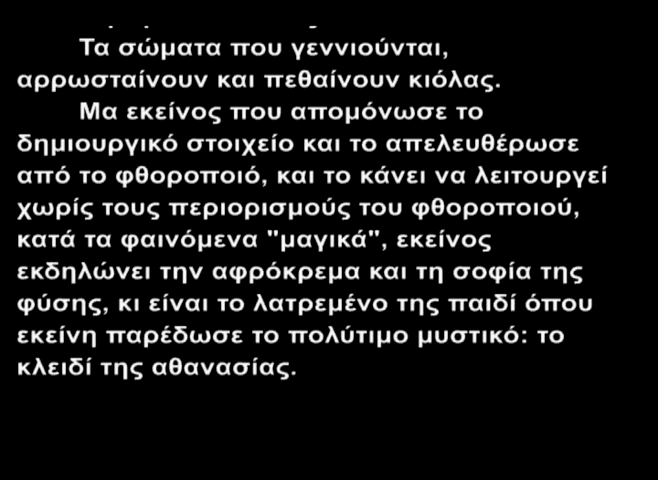 Τα σώματα που γεννιούνται,
αρρωσταίνουν και πεθαίνουν κιόλας.
Μα εκείνος που απομόνωσε το
δημιουργικό στοιχείο και το απελευθέρωσε
από το φθοροποιό, και το κάνει να λειτουργεί
χωρίς τους περιορισμούς του φθοροποιού,
κατά τα φαινόμενα "μαγικά", εκείνος
εκδηλώνει την αφρόκρεμα και τη σοφία της
φύσης, κι είναι το λατρεμένο της παιδί όπου
εκείνη παρέδωσε το πολύτιμο μυστικό: το
κλειδί της αθανασίας.